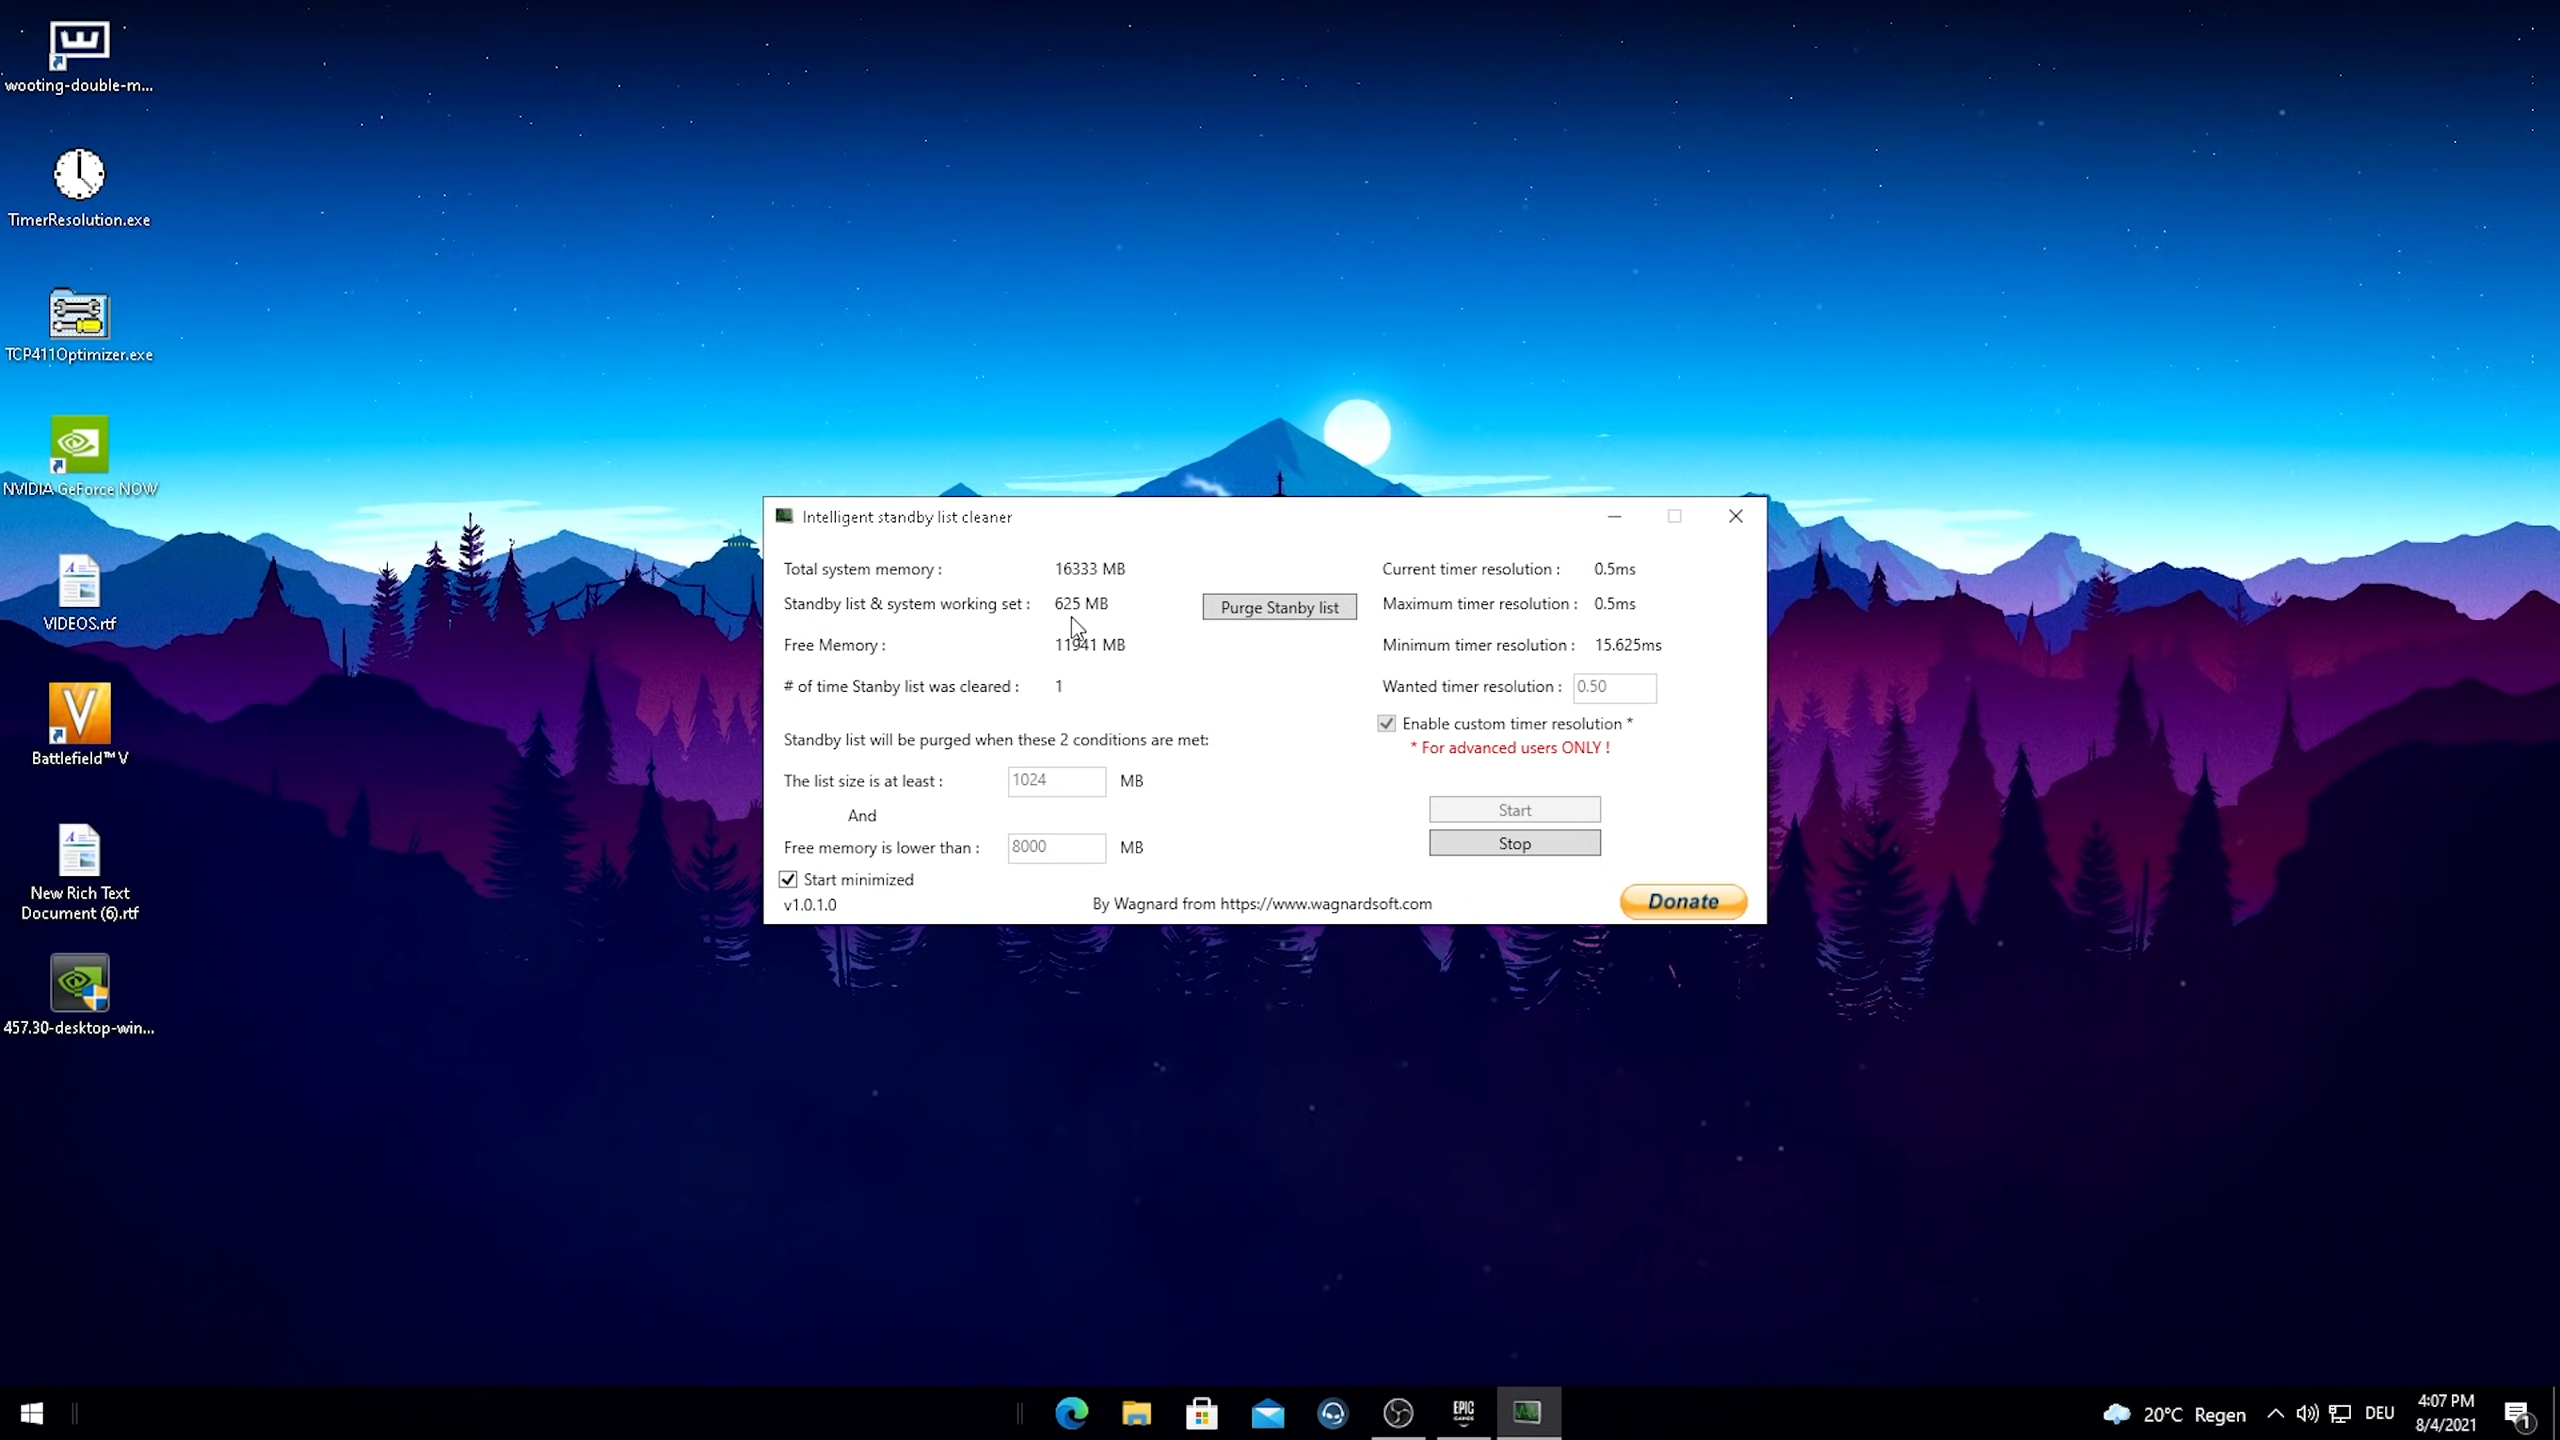 wooting-double-m...
TimerResolution.exe
TCP411Optimizer.exe
NVIDIA GeForce NOW
VIDEOS.rtf
V
Battlefield™ V
New Rich Text
Document (6).rtf
457.30-desktop-win...
Intelligent standby list cleaner
Total system memory : 16333 MB
Standby list & system working set : 625 MB
Purge Stanby list
Free Memory : 11941 MB
# of time Stanby list was cleared : 1
Standby list will be purged when these 2 conditions are met:
The list size is at least : 1024 MB
And
Free memory is lower than : 8000 MB
Start minimized
v1.0.1.0
By Wagnard from https://www.wagnardsoft.com
Current timer resolution : 0.5ms
Maximum timer resolution : 0.5ms
Minimum timer resolution : 15.625ms
Wanted timer resolution : 0.50
Enable custom timer resolution *
* For advanced users ONLY !
Start
Stop
Donate
EPIC
GAMES
20°C Regen
DEU
4:07 PM
8/4/2021
1